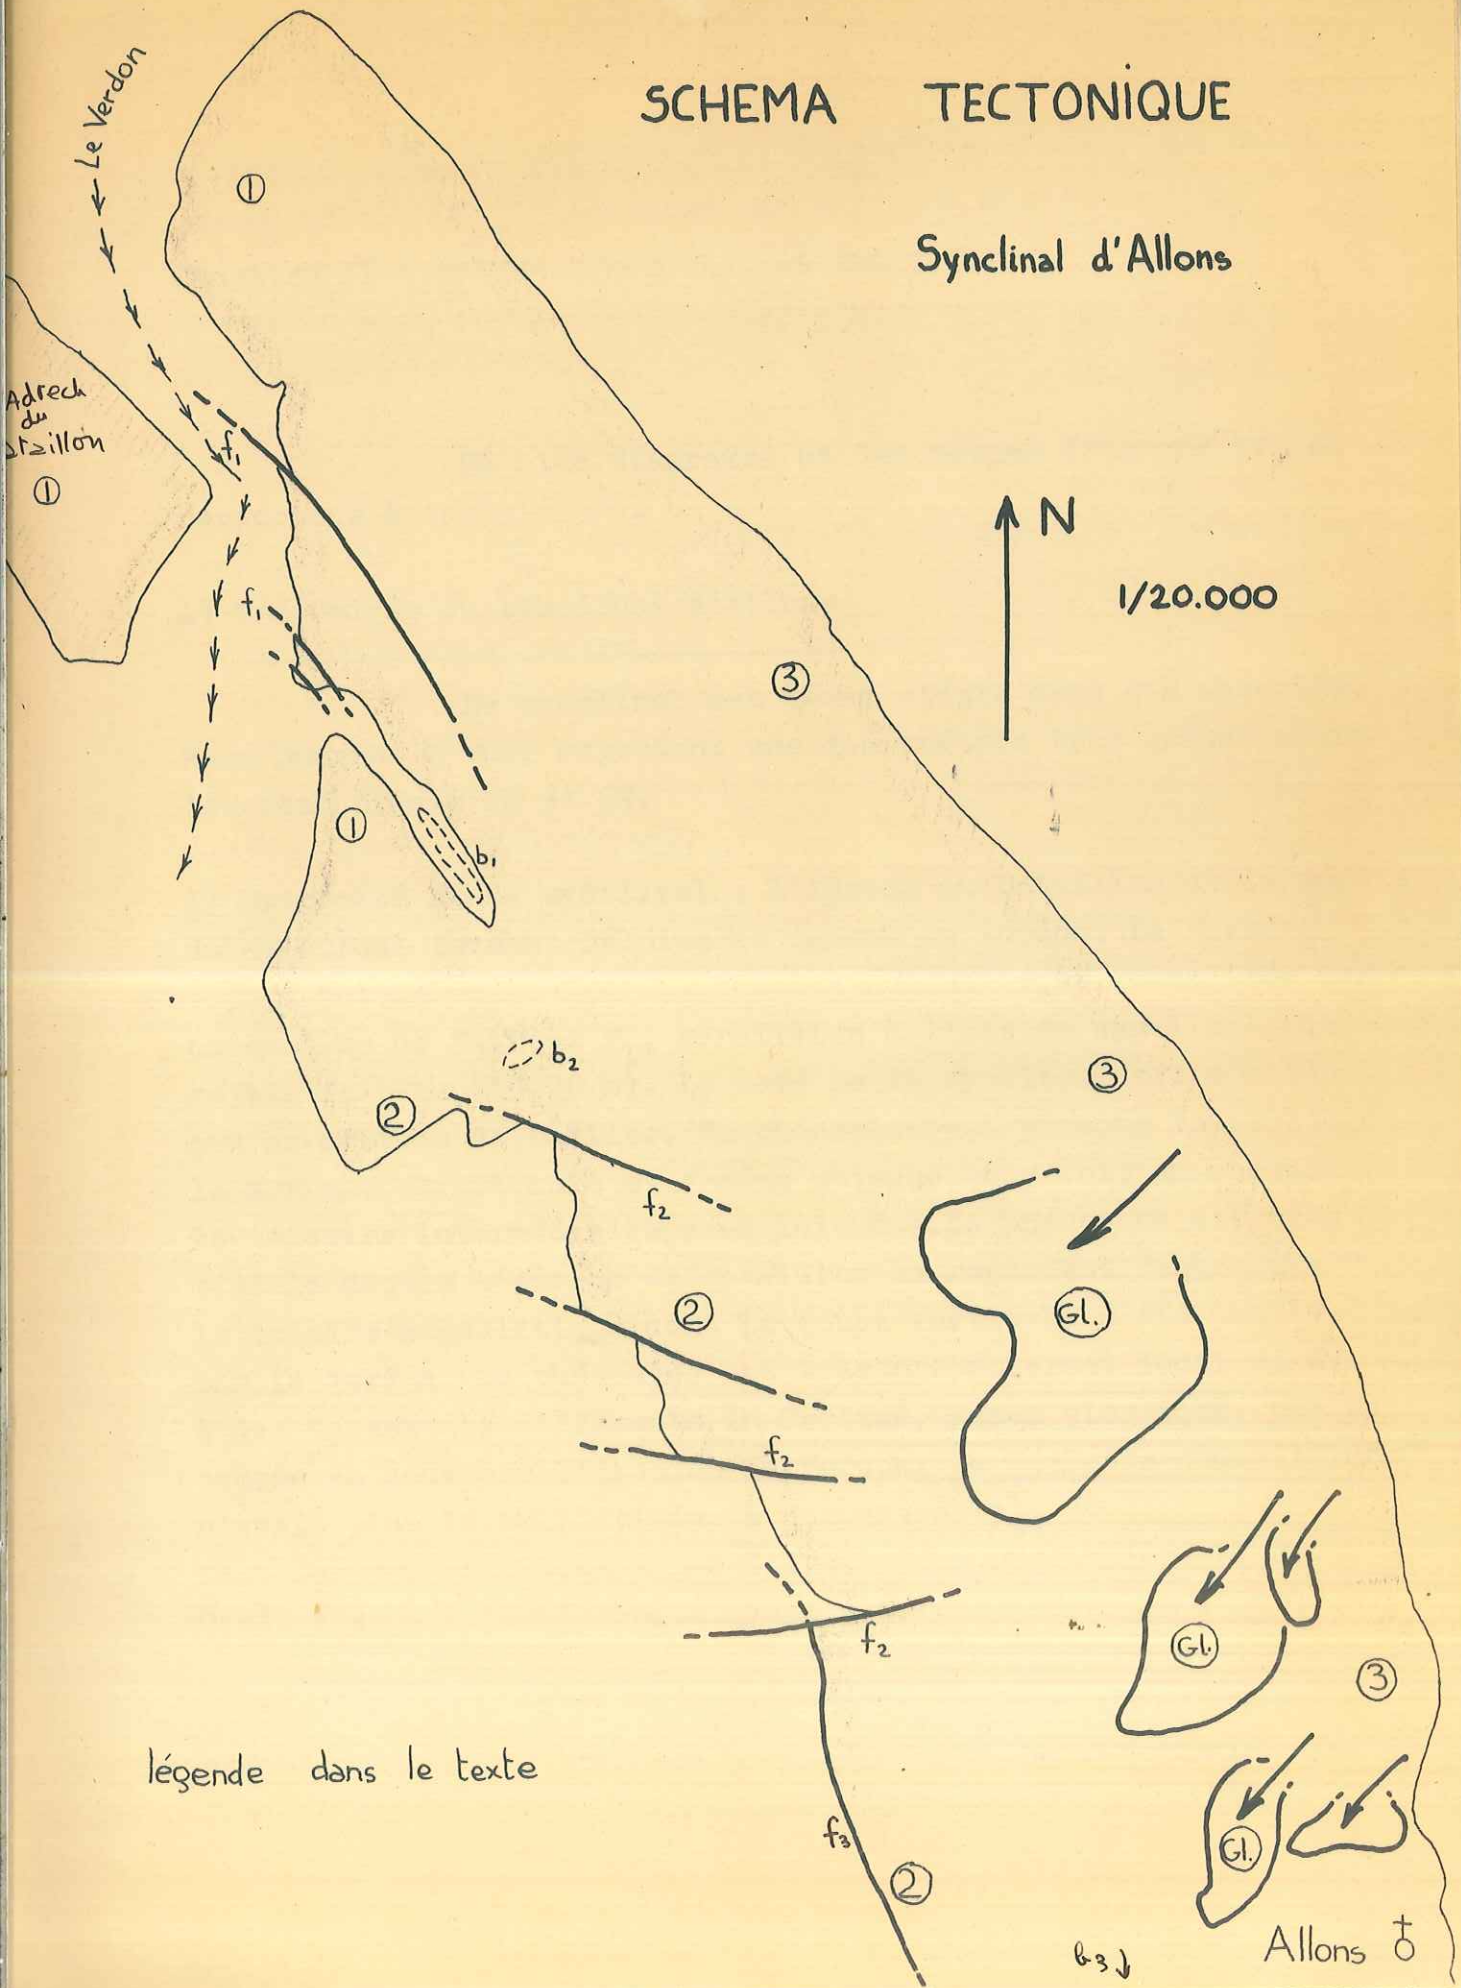 SCHEMA TECTONIQUE
Synclinal d'Allons
← Le Verdon
①
Adrech
du
①
f₁
N
1/20.000
f₁
③
①
b₁
b₂
③
②
f₂
②
Gl.
f₂
f₂
Gl.
③
légende dans le texte
f₃
Gl.
②
b₃↓
Allons